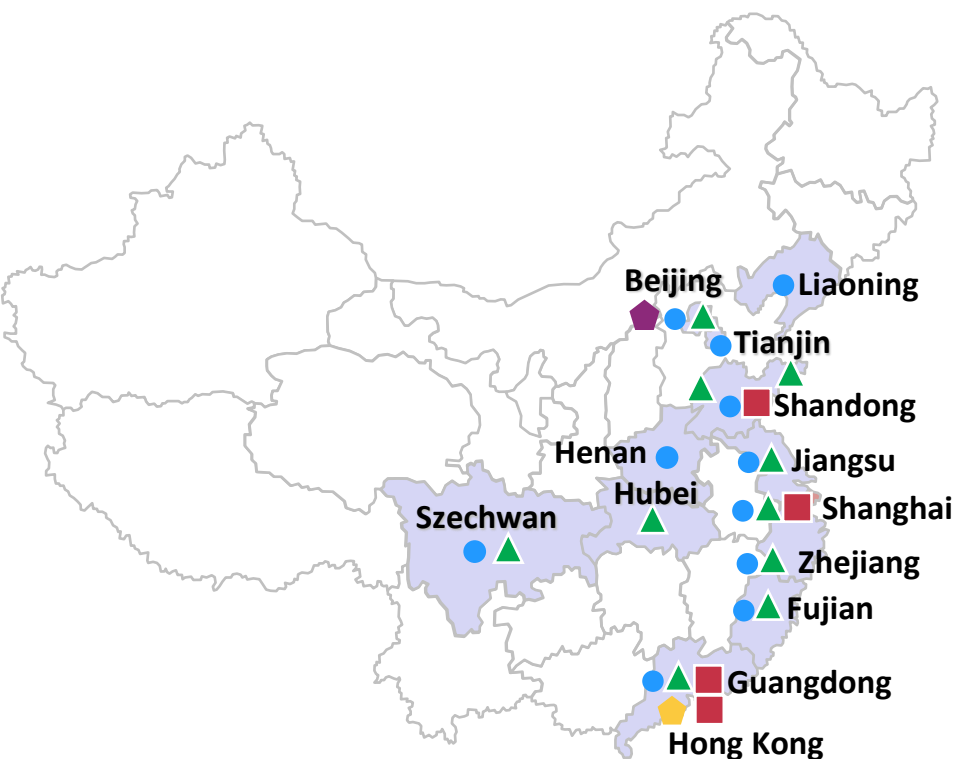 Beijing
Liaoning
Tianjin
Shandong
Henan
Jiangsu
Hubei
Shanghai
Szechwan
Zhejiang
Fujian
Guangdong
Hong Kong